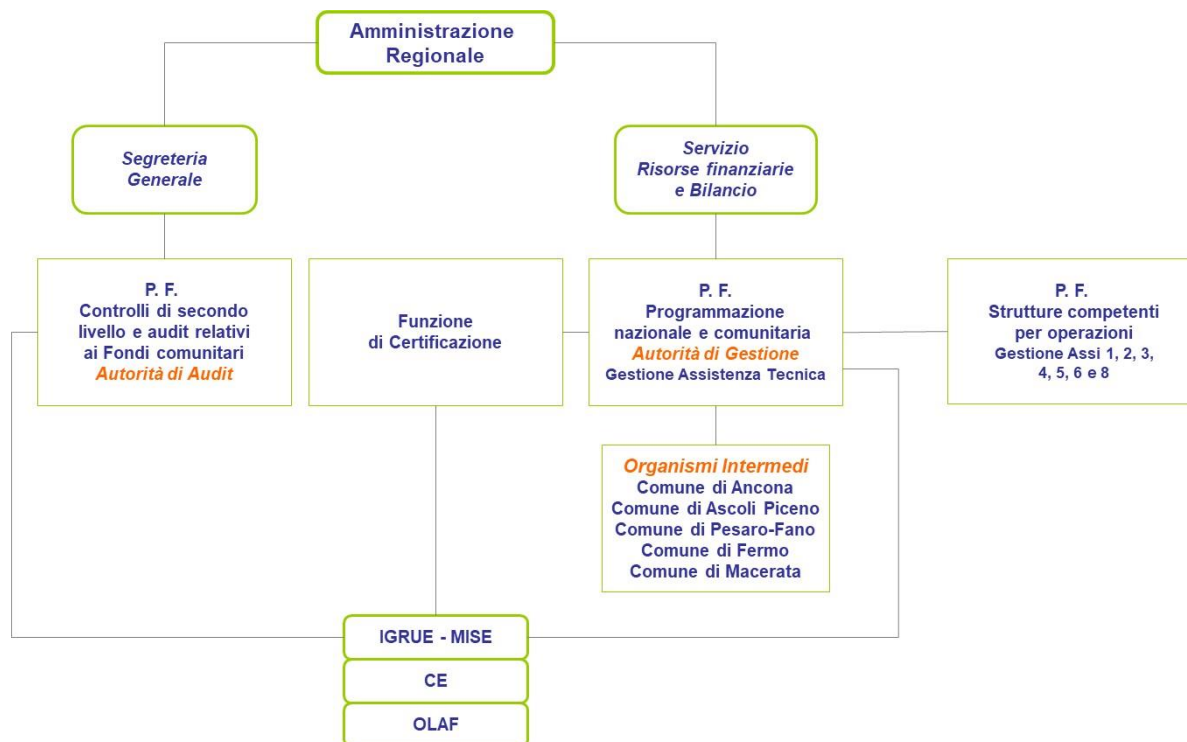 Amministrazione
Regionale
Segreteria
Generale
Servizio
Risorse finanziarie
e Bilancio
P. F.
Controlli di secondo
livello e audit relativi
ai Fondi comunitari
Autorità di Audit
Funzione
di Certificazione
P. F.
Programmazione
nazionale e comunitaria
Autorità di Gestione
Gestione Assistenza Tecnica
P. F.
Strutture competenti
per operazioni
Gestione Assi 1, 2, 3,
4, 5, 6 e 8
Organismi Intermedi
Comune di Ancona
Comune di Ascoli Piceno
Comune di Pesaro-Fano
Comune di Fermo
Comune di Macerata
IGRUE - MISE
CE
OLAF